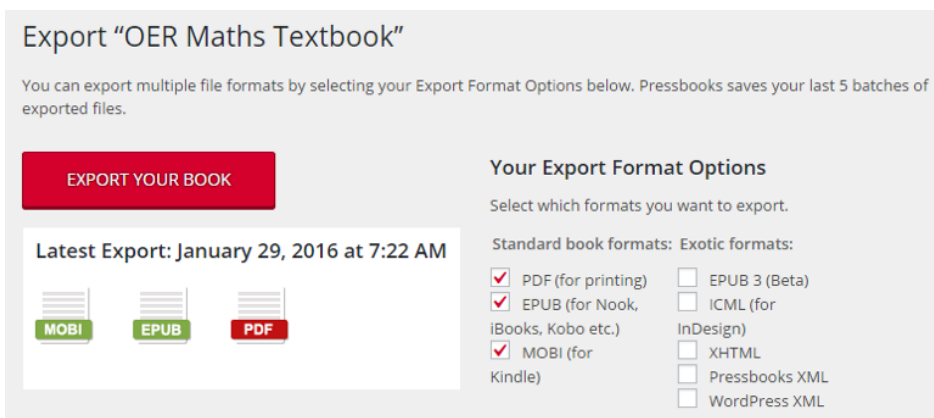 Export “OER Maths Textbook”
You can export multiple file formats by selecting your Export Format Options below. Pressbooks saves your last 5 batches of
exported files.
EXPORT YOUR BOOK
Latest Export: January 29, 2016 at 7:22 AM
MOBI EPUB PDF
Your Export Format Options
Select which formats you want to export.
Standard book formats: Exotic formats:
PDF (for printing)
EPUB (for Nook,
iBooks, Kobo etc.)
MOBI (for
Kindle)
EPUB 3 (Beta)
ICML (for
InDesign)
XHTML
Pressbooks XML
WordPress XML